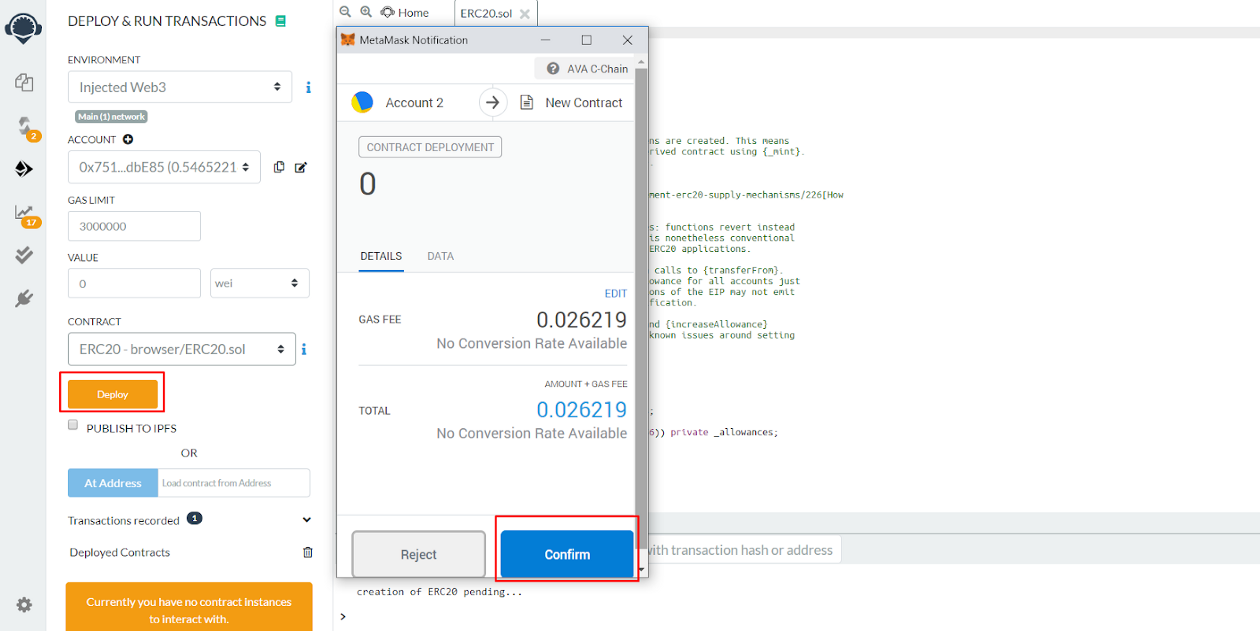 DEPLOY & RUN TRANSACTIONS
ENVIRONMENT
Injected Web3
i
Main (1) network
ACCOUNT
0x751...dbE85 (0.5465221
GAS LIMIT
3000000
VALUE
0
wei
CONTRACT
ERC20 - browser/ERC20.sol
i
Deploy
PUBLISH TO IPFS
OR
At Address
Load contract from Address
Transactions recorded 1
Deployed Contracts
Currently you have no contract instances
to interact with.
2
17
Home
ERC20.sol
MetaMask Notification
? AVA C-Chain
Account 2
New Contract
CONTRACT DEPLOYMENT
0
DETAILS
DATA
EDIT
GAS FEE
0.026219
No Conversion Rate Available
AMOUNT + GAS FEE
TOTAL
0.026219
No Conversion Rate Available
Reject
Confirm
ns are created. This means
rived contract using {_mint}.
.
ment-erc20-supply-mechanisms/226[How
s: functions revert instead
is nonetheless conventional
ERC20 applications.
calls to {transferFrom}.
owance for all accounts just
ons of the EIP may not emit
fication.
nd {increaseAllowance}
known issues around setting
;
6)) private _allowances;
with transaction hash or address
creation of ERC20 pending...
>